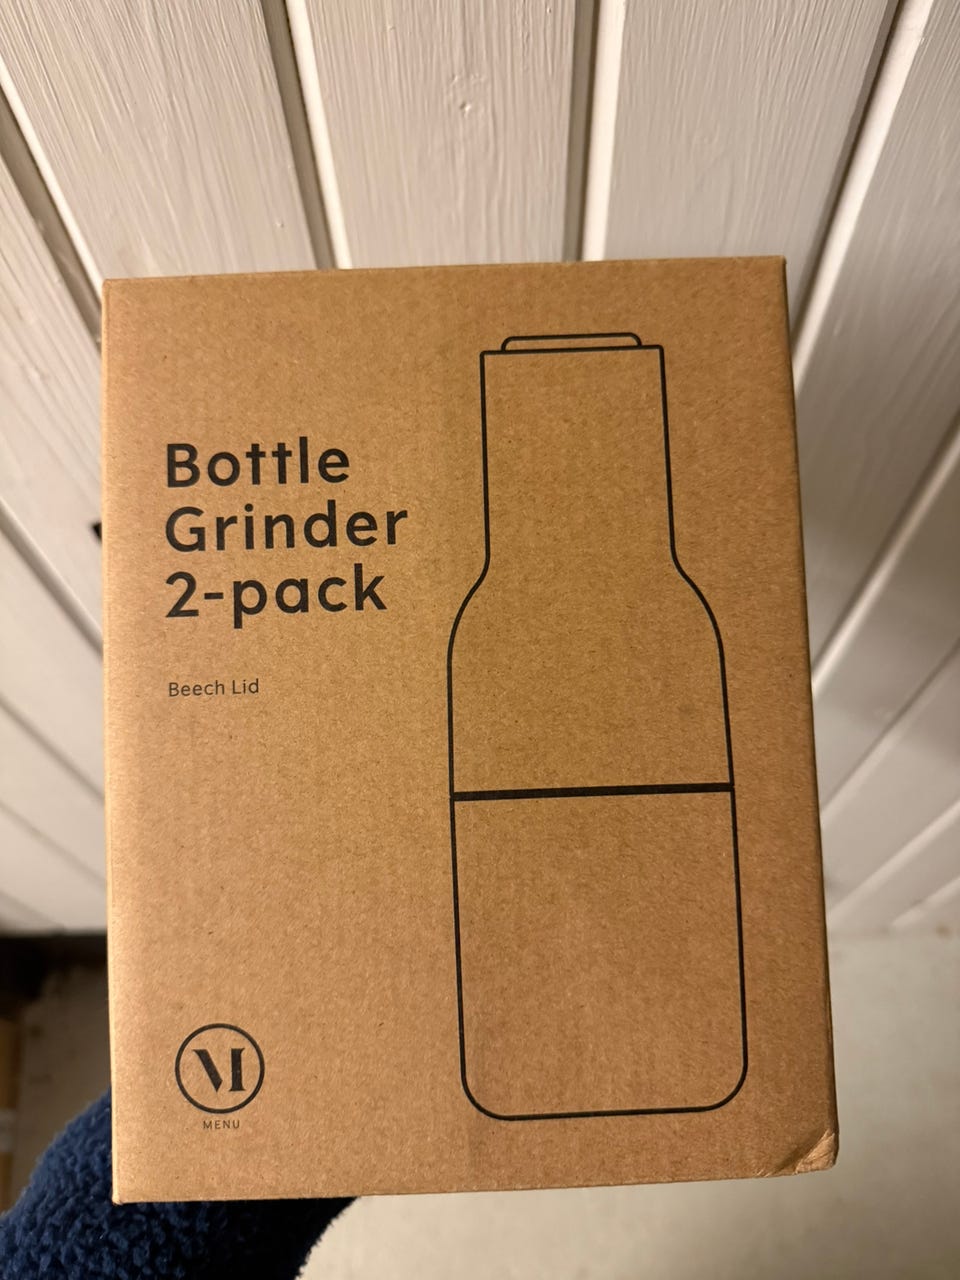 Bottle
Grinder
2-pack
Beech Lid
M
MENU